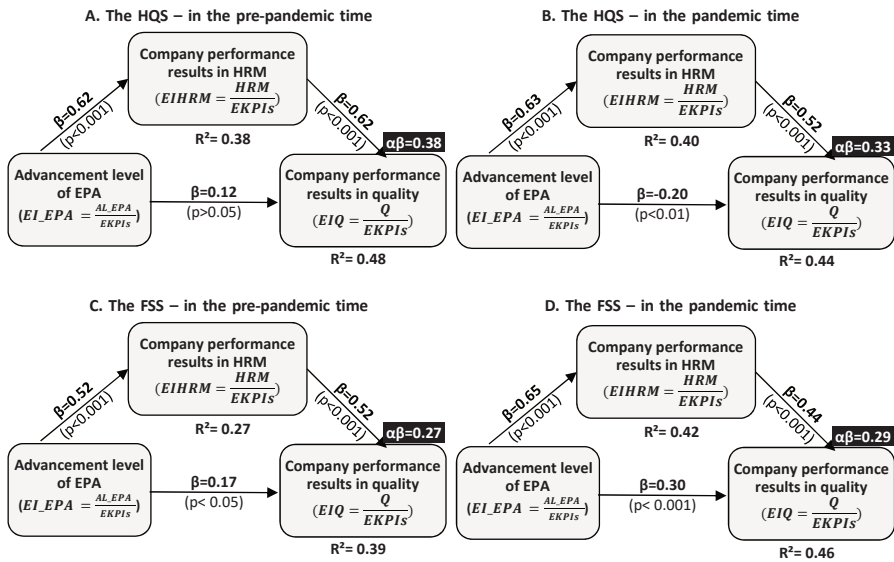 A. The HQS – in the pre-pandemic time
Company performance
results in HRM
(EIHRM = HRM/EKPIs)
R²= 0.38
β=0.62
(p<0.001)
β=0.62
(p<0.001)
αβ=0.38
Advancement level
of EPA
(EI_EPA = AL_EPA/EKPIs)
β=0.12
(p>0.05)
Company performance
results in quality
(EIQ = Q/EKPIs)
R²= 0.48
B. The HQS – in the pandemic time
Company performance
results in HRM
(EIHRM = HRM/EKPIs)
R²= 0.40
β=0.63
(p<0.001)
β=0.52
(p<0.001)
αβ=0.33
Advancement level
of EPA
(EI_EPA = AL_EPA/EKPIs)
β=-0.20
(p<0.01)
Company performance
results in quality
(EIQ = Q/EKPIs)
R²= 0.44
C. The FSS – in the pre-pandemic time
Company performance
results in HRM
(EIHRM = HRM/EKPIs)
R²= 0.27
β=0.52
(p<0.001)
β=0.52
(p<0.001)
αβ=0.27
Advancement level
of EPA
(EI_EPA = AL_EPA/EKPIs)
β=0.17
(p< 0.05)
Company performance
results in quality
(EIQ = Q/EKPIs)
R²= 0.39
D. The FSS – in the pandemic time
Company performance
results in HRM
(EIHRM = HRM/EKPIs)
R²= 0.42
β=0.65
(p<0.001)
β=0.44
(p<0.001)
αβ=0.29
Advancement level
of EPA
(EI_EPA = AL_EPA/EKPIs)
β=0.30
(p< 0.001)
Company performance
results in quality
(EIQ = Q/EKPIs)
R²= 0.46